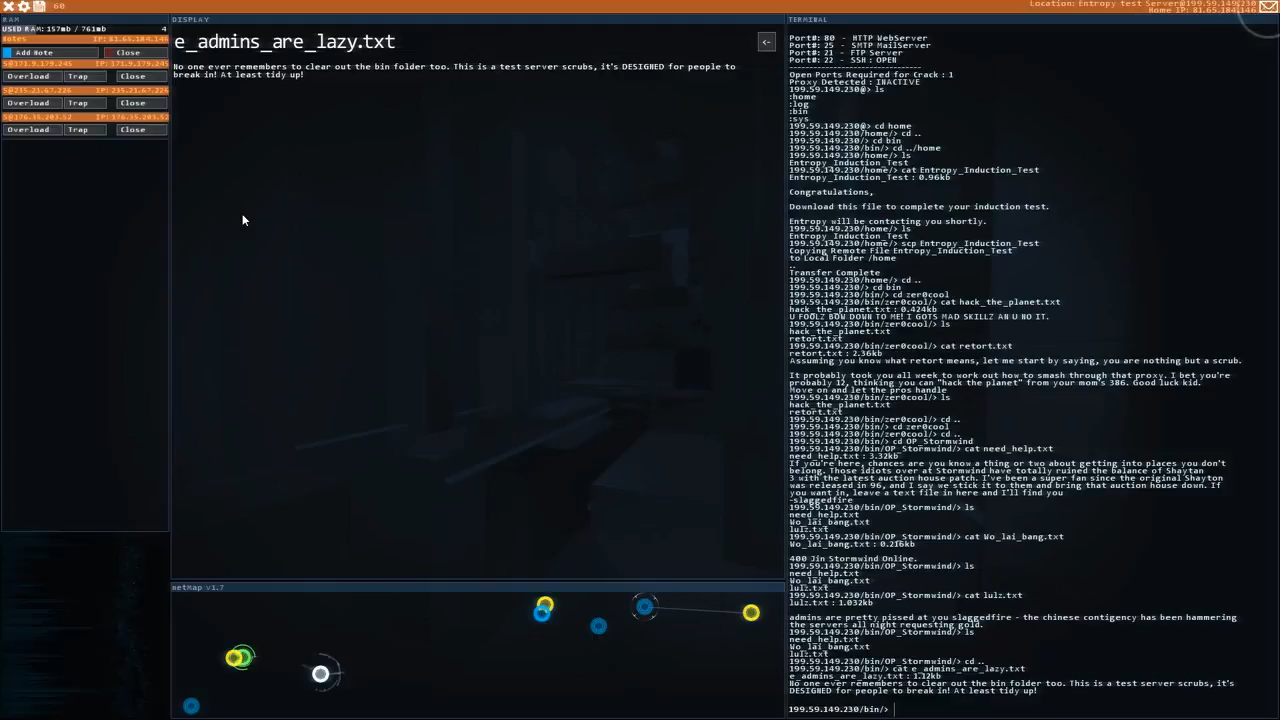 60
Location: Entropy test Server@199.59.149.230
Home IP: 81.65.184.146
RAM
USED RAM: 157mb / 761mb
4
notes IP: 81.65.184.146
Add Note
Close
IP: 171.9.179.245
Overload
Trap
Close
IP: 235.21.67.226
Overload
Trap
Close
IP: 176.35.203.52
Overload
Trap
Close
DISPLAY
e_admins_are_lazy.txt
<-
No one ever remembers to clear out the bin folder too. This is a test server scrubs, it's DESIGNED for people to
break in! At least tidy up!
netMap v1.7
TERMINAL
Port#: 80 - HTTP WebServer
Port#: 25 - SMTP MailServer
Port#: 21 - FTP Server
Port#: 22 - SSH : OPEN
---------------------------------
Open Ports Required for Crack : 1
Proxy Detected : INACTIVE
199.59.149.230@> ls
:home
:log
:bin
:sys
199.59.149.230@> cd home
199.59.149.230/home/> cd ..
199.59.149.230/> cd bin
199.59.149.230/bin/> cd ../home
199.59.149.230/home/> ls
Entropy_Induction_Test
199.59.149.230/home/> cat Entropy_Induction_Test
Entropy_Induction_Test : 0.96kb
Congratulations,
Download this file to complete your induction test.
Entropy will be contacting you shortly.
199.59.149.230/home/> ls
Entropy_Induction_Test
199.59.149.230/home/> scp Entropy_Induction_Test
Copying Remote File Entropy_Induction_Test
to Local Folder /home
..
Transfer Complete
199.59.149.230/home/> cd ..
199.59.149.230/> cd bin
199.59.149.230/bin/> cd zer0cool
199.59.149.230/bin/zer0cool/> cat hack_the_planet.txt
hack_the_planet.txt : 0.424kb
U FOOLZ BOW DOWN TO ME! I GOTS MAD SKILLZ AN U NO IT.
199.59.149.230/bin/zer0cool/> ls
hack_the_planet.txt
retort.txt
199.59.149.230/bin/zer0cool/> cat retort.txt
retort.txt : 2.36kb
Assuming you know what retort means, let me start by saying, you are nothing but a scrub.
It probably took you all week to work out how to smash through that proxy. I bet you're
probably 12, thinking you can "hack the planet" from your mom's 386. Good luck kid.
Move on and let the pros handle
199.59.149.230/bin/zer0cool/> ls
hack_the_planet.txt
retort.txt
199.59.149.230/bin/zer0cool/> cd ..
199.59.149.230/bin/> cd zer0cool
199.59.149.230/bin/zer0cool/> cd ..
199.59.149.230/bin/> cd OP_Stormwind
199.59.149.230/bin/OP_Stormwind/> cat need_help.txt
need_help.txt : 3.32kb
If you're here, chances are you know a thing or two about getting into places you don't
belong. Those idiots over at Stormwind have totally ruined the balance of Shaytan
3 with the latest auction house patch. I've been a super fan since the original Shayton
was released in 96, and I say we stick it to them and bring that auction house down. If
you want in, leave a text file in here and I'll find you
-slaggedfire
199.59.149.230/bin/OP_Stormwind/> ls
need_help.txt
Wo_lai_bang.txt
lulz.txt
199.59.149.230/bin/OP_Stormwind/> cat Wo_lai_bang.txt
Wo_lai_bang.txt : 0.216kb
400 Jin Stormwind Online.
199.59.149.230/bin/OP_Stormwind/> ls
need_help.txt
Wo_lai_bang.txt
lulz.txt
199.59.149.230/bin/OP_Stormwind/> cat lulz.txt
lulz.txt : 1.032kb
admins are pretty pissed at you slaggedfire - the chinese contigency has been hammering
the servers all night requesting gold.
199.59.149.230/bin/OP_Stormwind/> ls
need_help.txt
Wo_lai_bang.txt
lulz.txt
199.59.149.230/bin/OP_Stormwind/> cd ..
199.59.149.230/bin/> cat e_admins_are_lazy.txt
e_admins_are_lazy.txt : 1.12kb
No one ever remembers to clear out the bin folder too. This is a test server scrubs, it's
DESIGNED for people to break in! At least tidy up!
199.59.149.230/bin/>